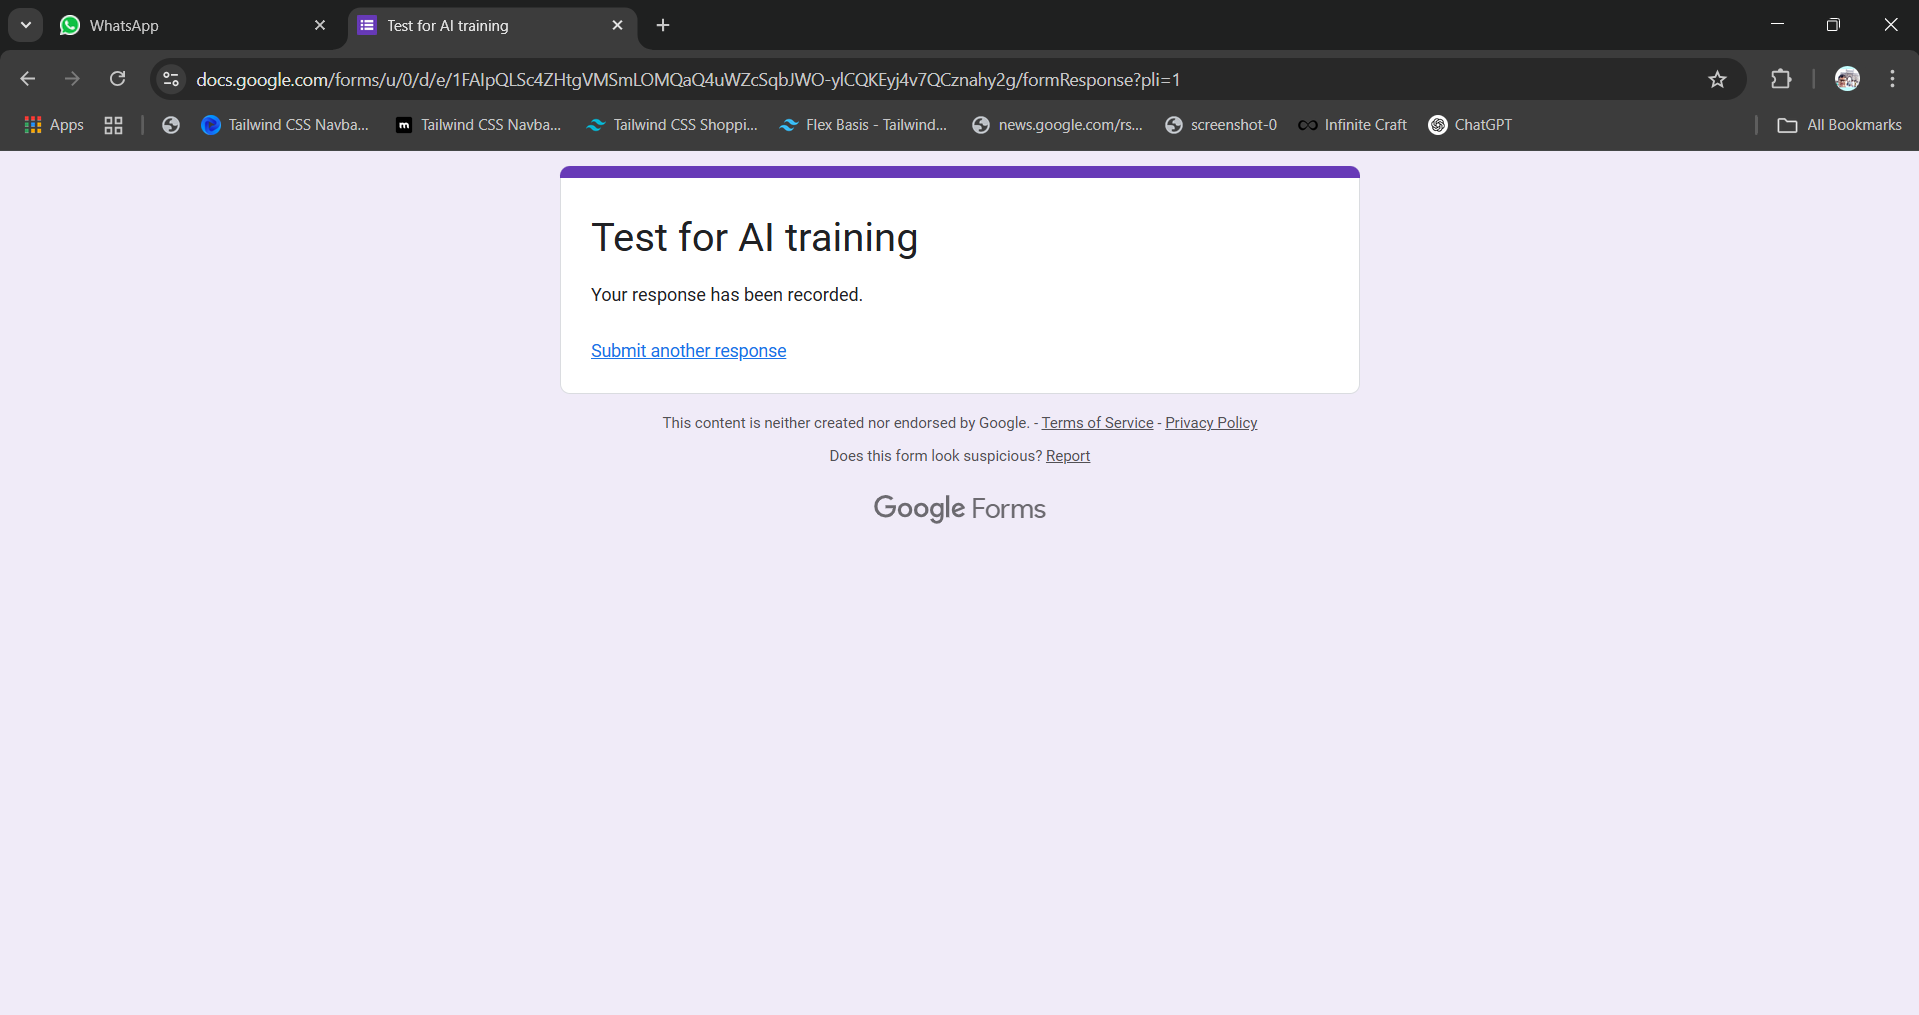 WhatsApp
Test for AI training
docs.google.com/forms/u/0/d/e/1FAIpQLSc4ZHtgVMSmLOMQaQ4uWZcSqbJWO-ylCQKEyj4v7QCznahy2g/formResponse?pli=1
Apps Tailwind CSS Navba... m Tailwind CSS Navba... Tailwind CSS Shoppi... Flex Basis - Tailwind... news.google.com/rs... screenshot-0 Infinite Craft ChatGPT All Bookmarks
Test for AI training
Your response has been recorded.
Submit another response
This content is neither created nor endorsed by Google. - Terms of Service - Privacy Policy
Does this form look suspicious? Report
Google Forms